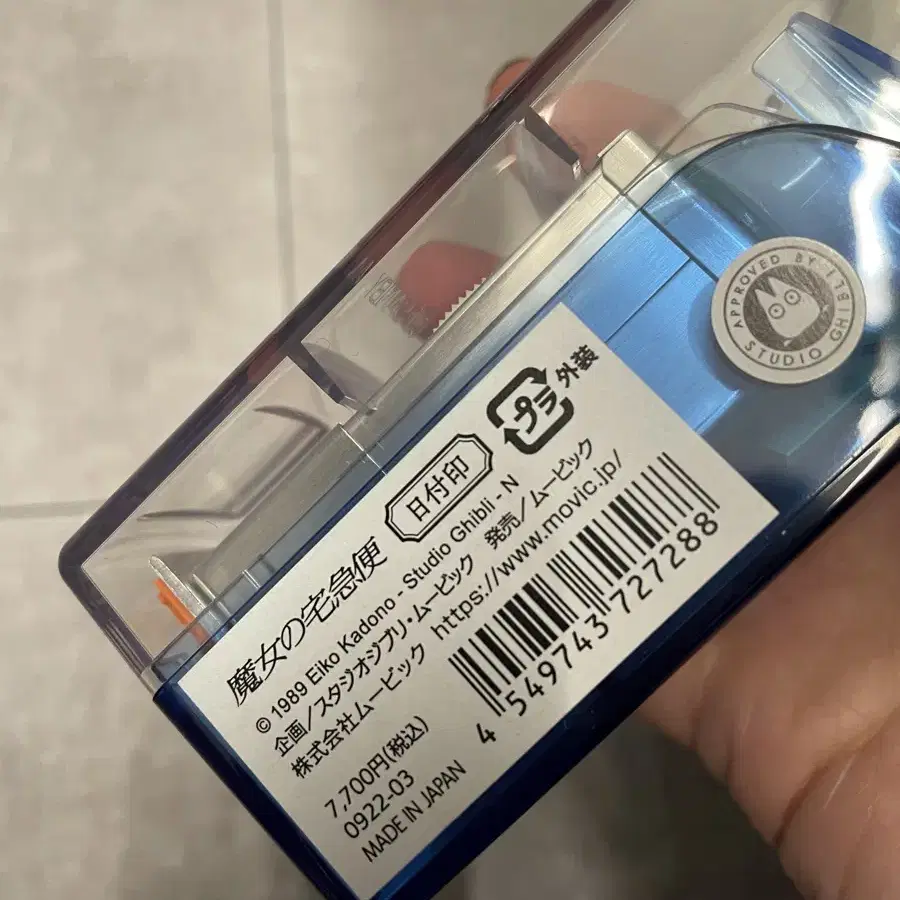 APPROVED BY
STUDIO GHIBLI
プラ 外装
魔女の宅急便 日付印
© 1989 Eiko Kadono - Studio Ghibli - N
企画/スタジオジブリ・ムービック 発売/ムービック
株式会社ムービック https://www.movic.jp/
7,700円(税込)
0922-03
MADE IN JAPAN
4 549743 727288